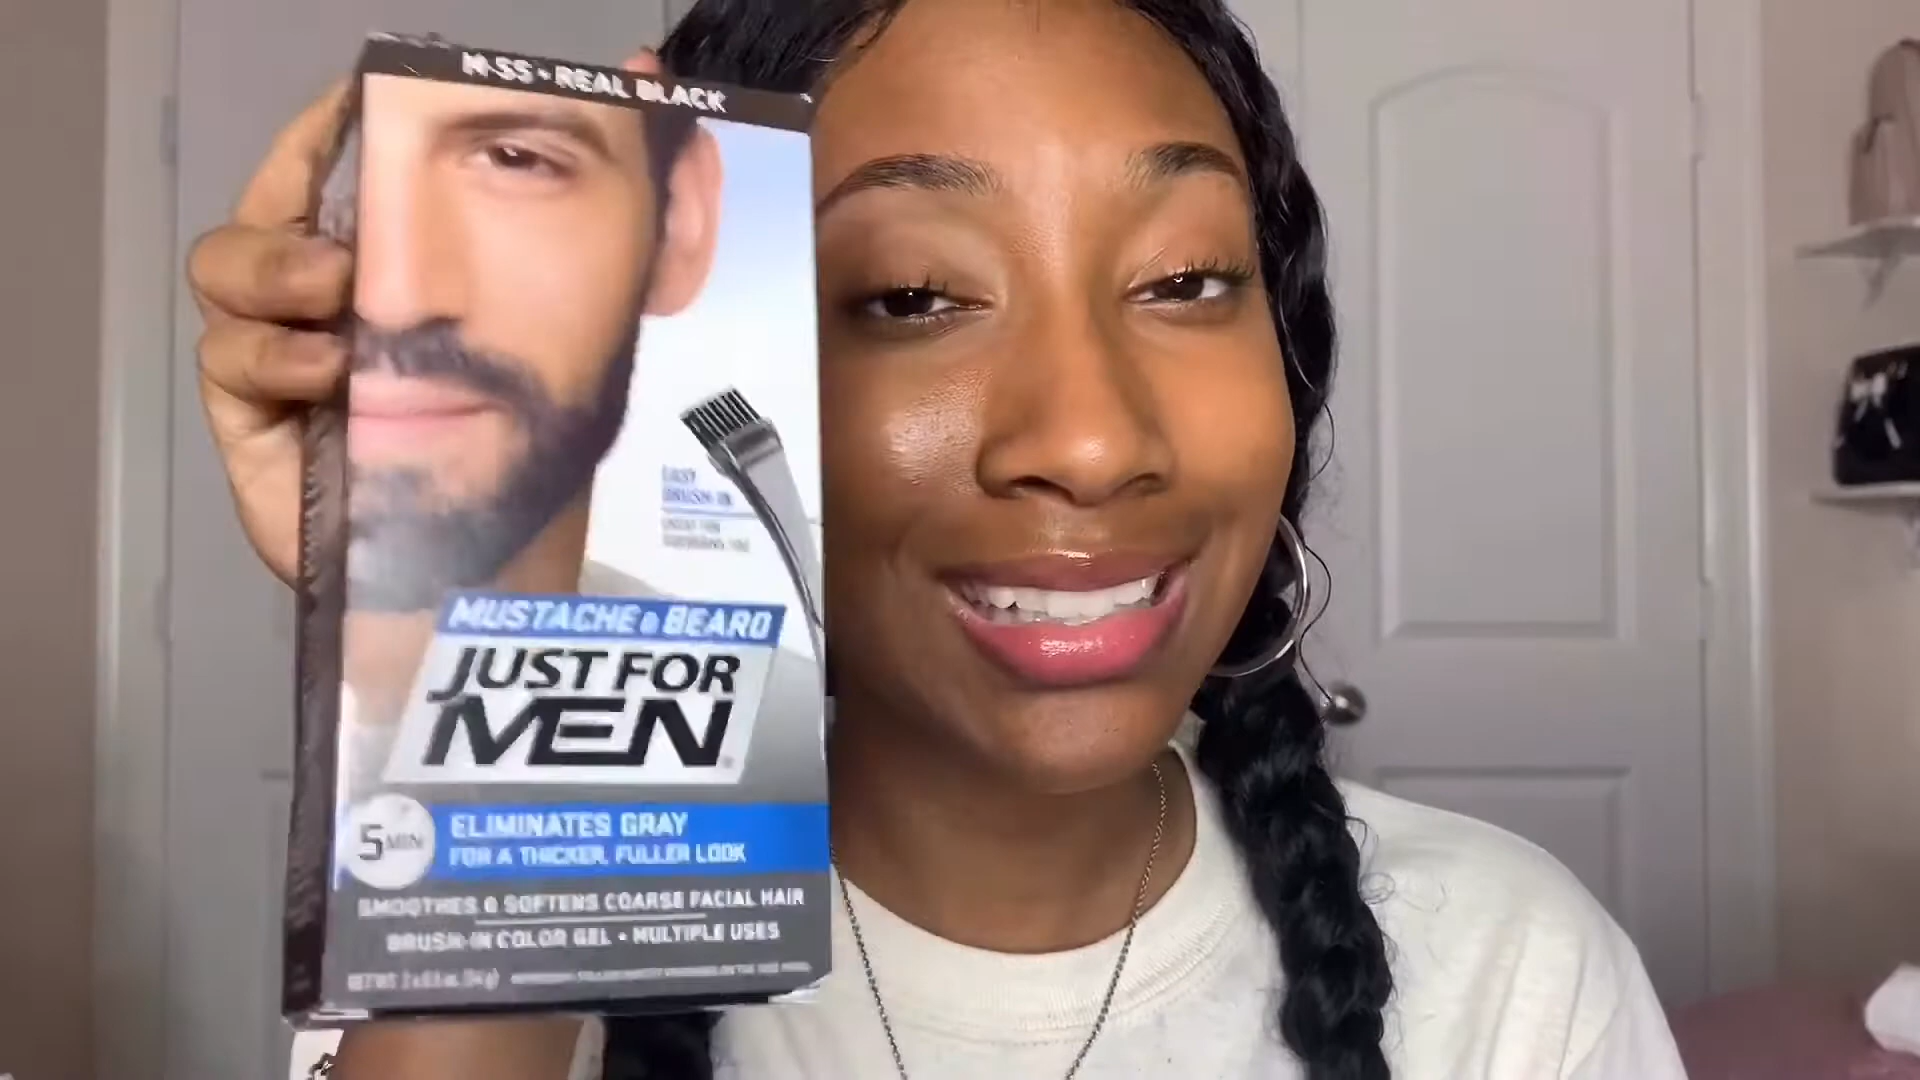 M-55 • REAL BLACK
EASY
BRUSH-IN
MUSTACHE & BEARD
JUST FOR
MEN
5 MIN
ELIMINATES GRAY
FOR A THICKER, FULLER LOOK
SMOOTHES & SOFTENS COARSE FACIAL HAIR
BRUSH-IN COLOR GEL • MULTIPLE USES